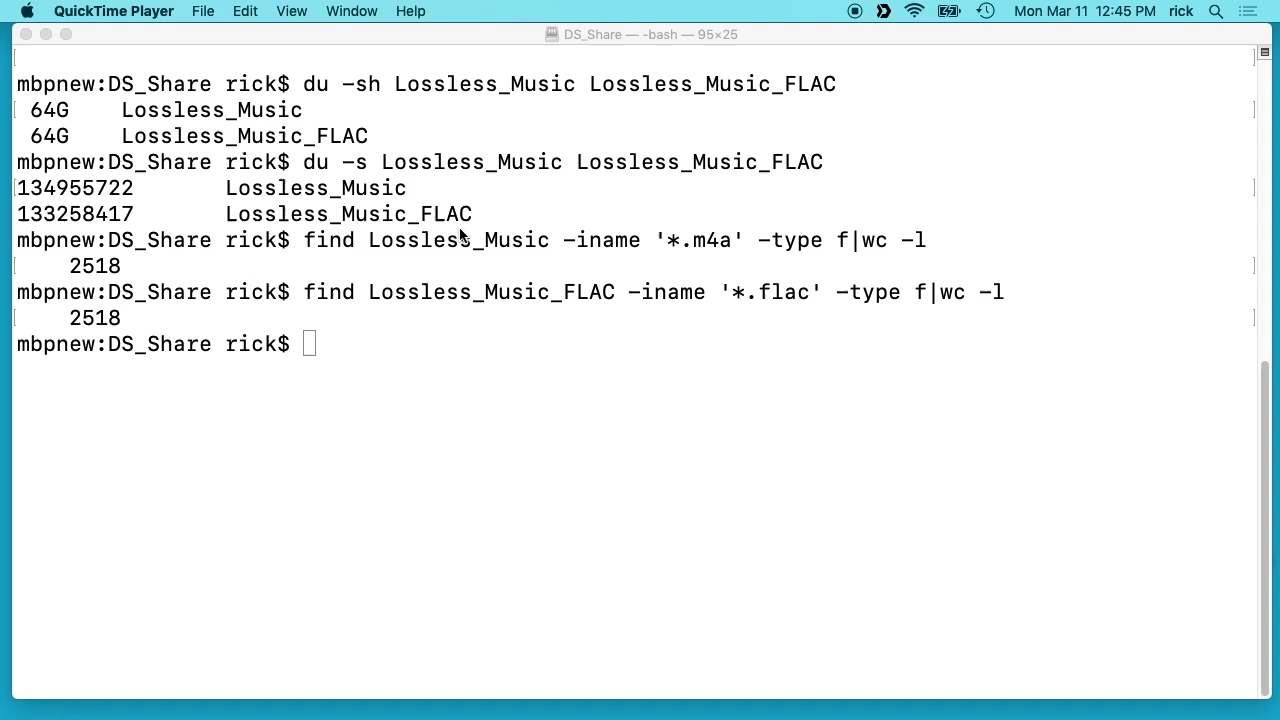 QuickTime Player File Edit View Window Help Mon Mar 11 12:45 PM rick
DS_Share — -bash — 95×25
mbpnew:DS_Share rick$ du -sh Lossless_Music Lossless_Music_FLAC
64G Lossless_Music
64G Lossless_Music_FLAC
mbpnew:DS_Share rick$ du -s Lossless_Music Lossless_Music_FLAC
134955722 Lossless_Music
133258417 Lossless_Music_FLAC
mbpnew:DS_Share rick$ find Lossless_Music -iname '*.m4a' -type f|wc -l
2518
mbpnew:DS_Share rick$ find Lossless_Music_FLAC -iname '*.flac' -type f|wc -l
2518
mbpnew:DS_Share rick$